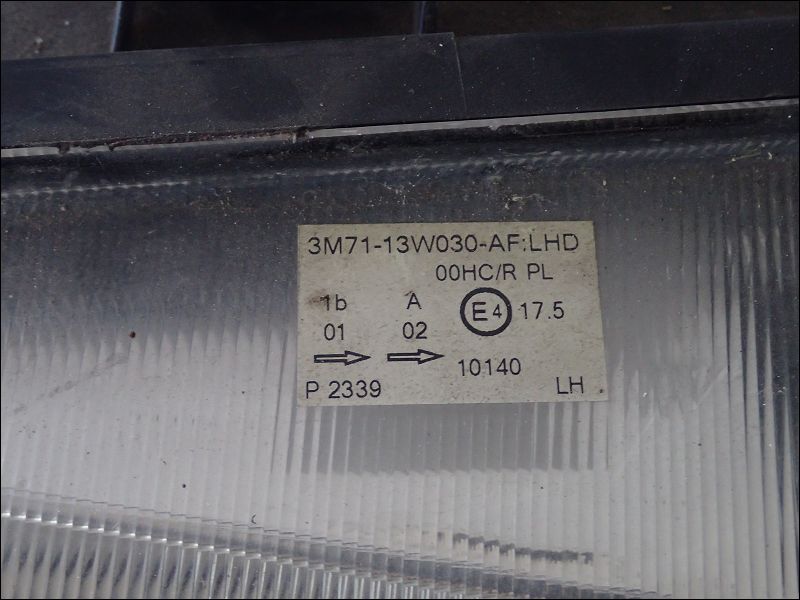 3M71-13W030-AF:LHD
00HC/R PL
1b A E4 17.5
01 02
10140
P 2339 LH